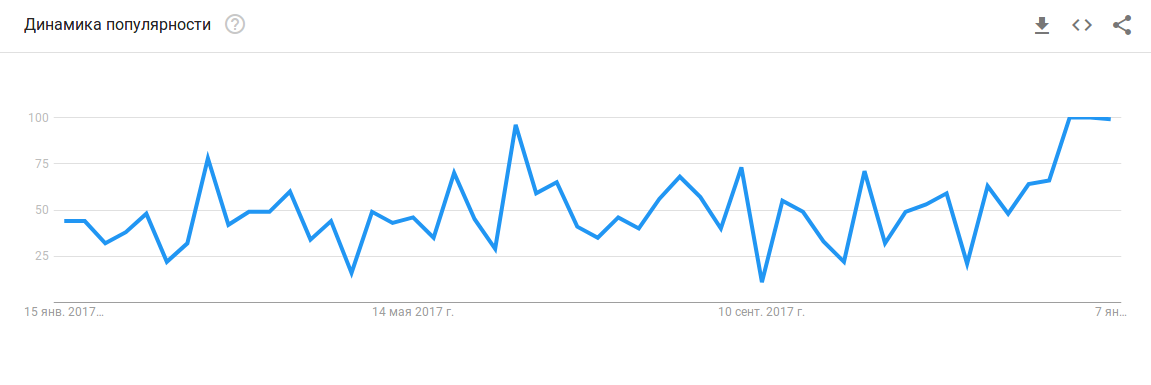 Динамика популярности ?
100
75
50
25
15 янв. 2017…
14 мая 2017 г.
10 сент. 2017 г.
7 ян…